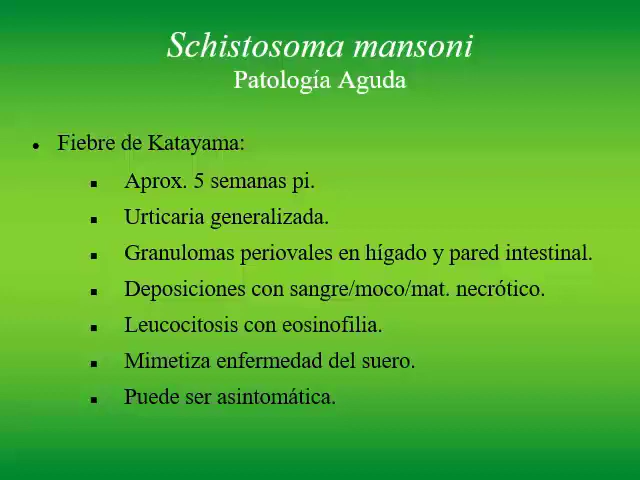 Schistosoma mansoni
Patología Aguda
• Fiebre de Katayama:
▪ Aprox. 5 semanas pi.
▪ Urticaria generalizada.
▪ Granulomas periovales en hígado y pared intestinal.
▪ Deposiciones con sangre/moco/mat. necrótico.
▪ Leucocitosis con eosinofilia.
▪ Mimetiza enfermedad del suero.
▪ Puede ser asintomática.